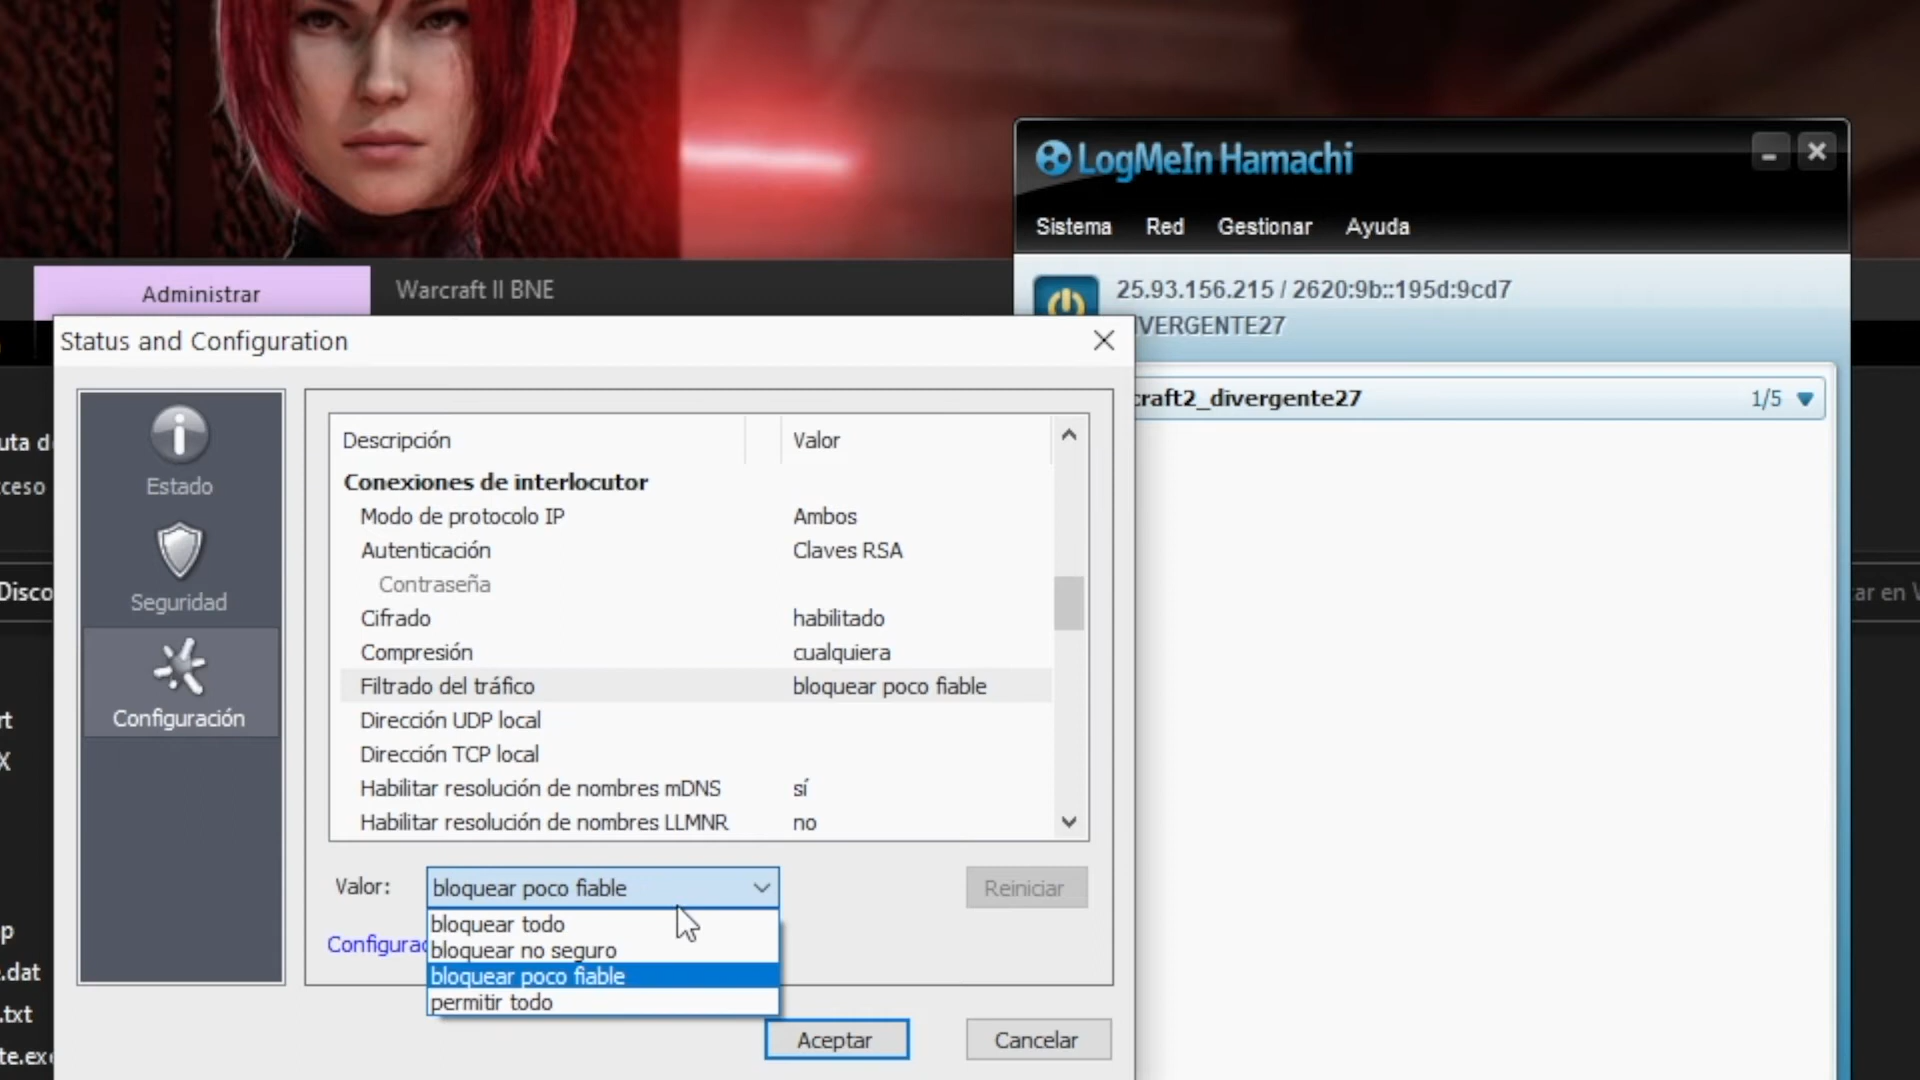 LogMeIn Hamachi
Sistema Red Gestionar Ayuda
25.93.156.215 / 2620:9b::195d:9cd7
VERGENTE27
craft2_divergente27 1/5
Administrar
Warcraft II BNE
Status and Configuration
Estado
Seguridad
Configuración
Descripción Valor
Conexiones de interlocutor
Modo de protocolo IP Ambos
Autenticación Claves RSA
Contraseña
Cifrado habilitado
Compresión cualquiera
Filtrado del tráfico bloquear poco fiable
Dirección UDP local
Dirección TCP local
Habilitar resolución de nombres mDNS sí
Habilitar resolución de nombres LLMNR no
Valor: bloquear poco fiable
Reiniciar
bloquear todo
bloquear no seguro
bloquear poco fiable
permitir todo
Configurac
Aceptar
Cancelar
uta d
ceso
Disco
rt
X
p
.dat
.txt
te.ex
ar en